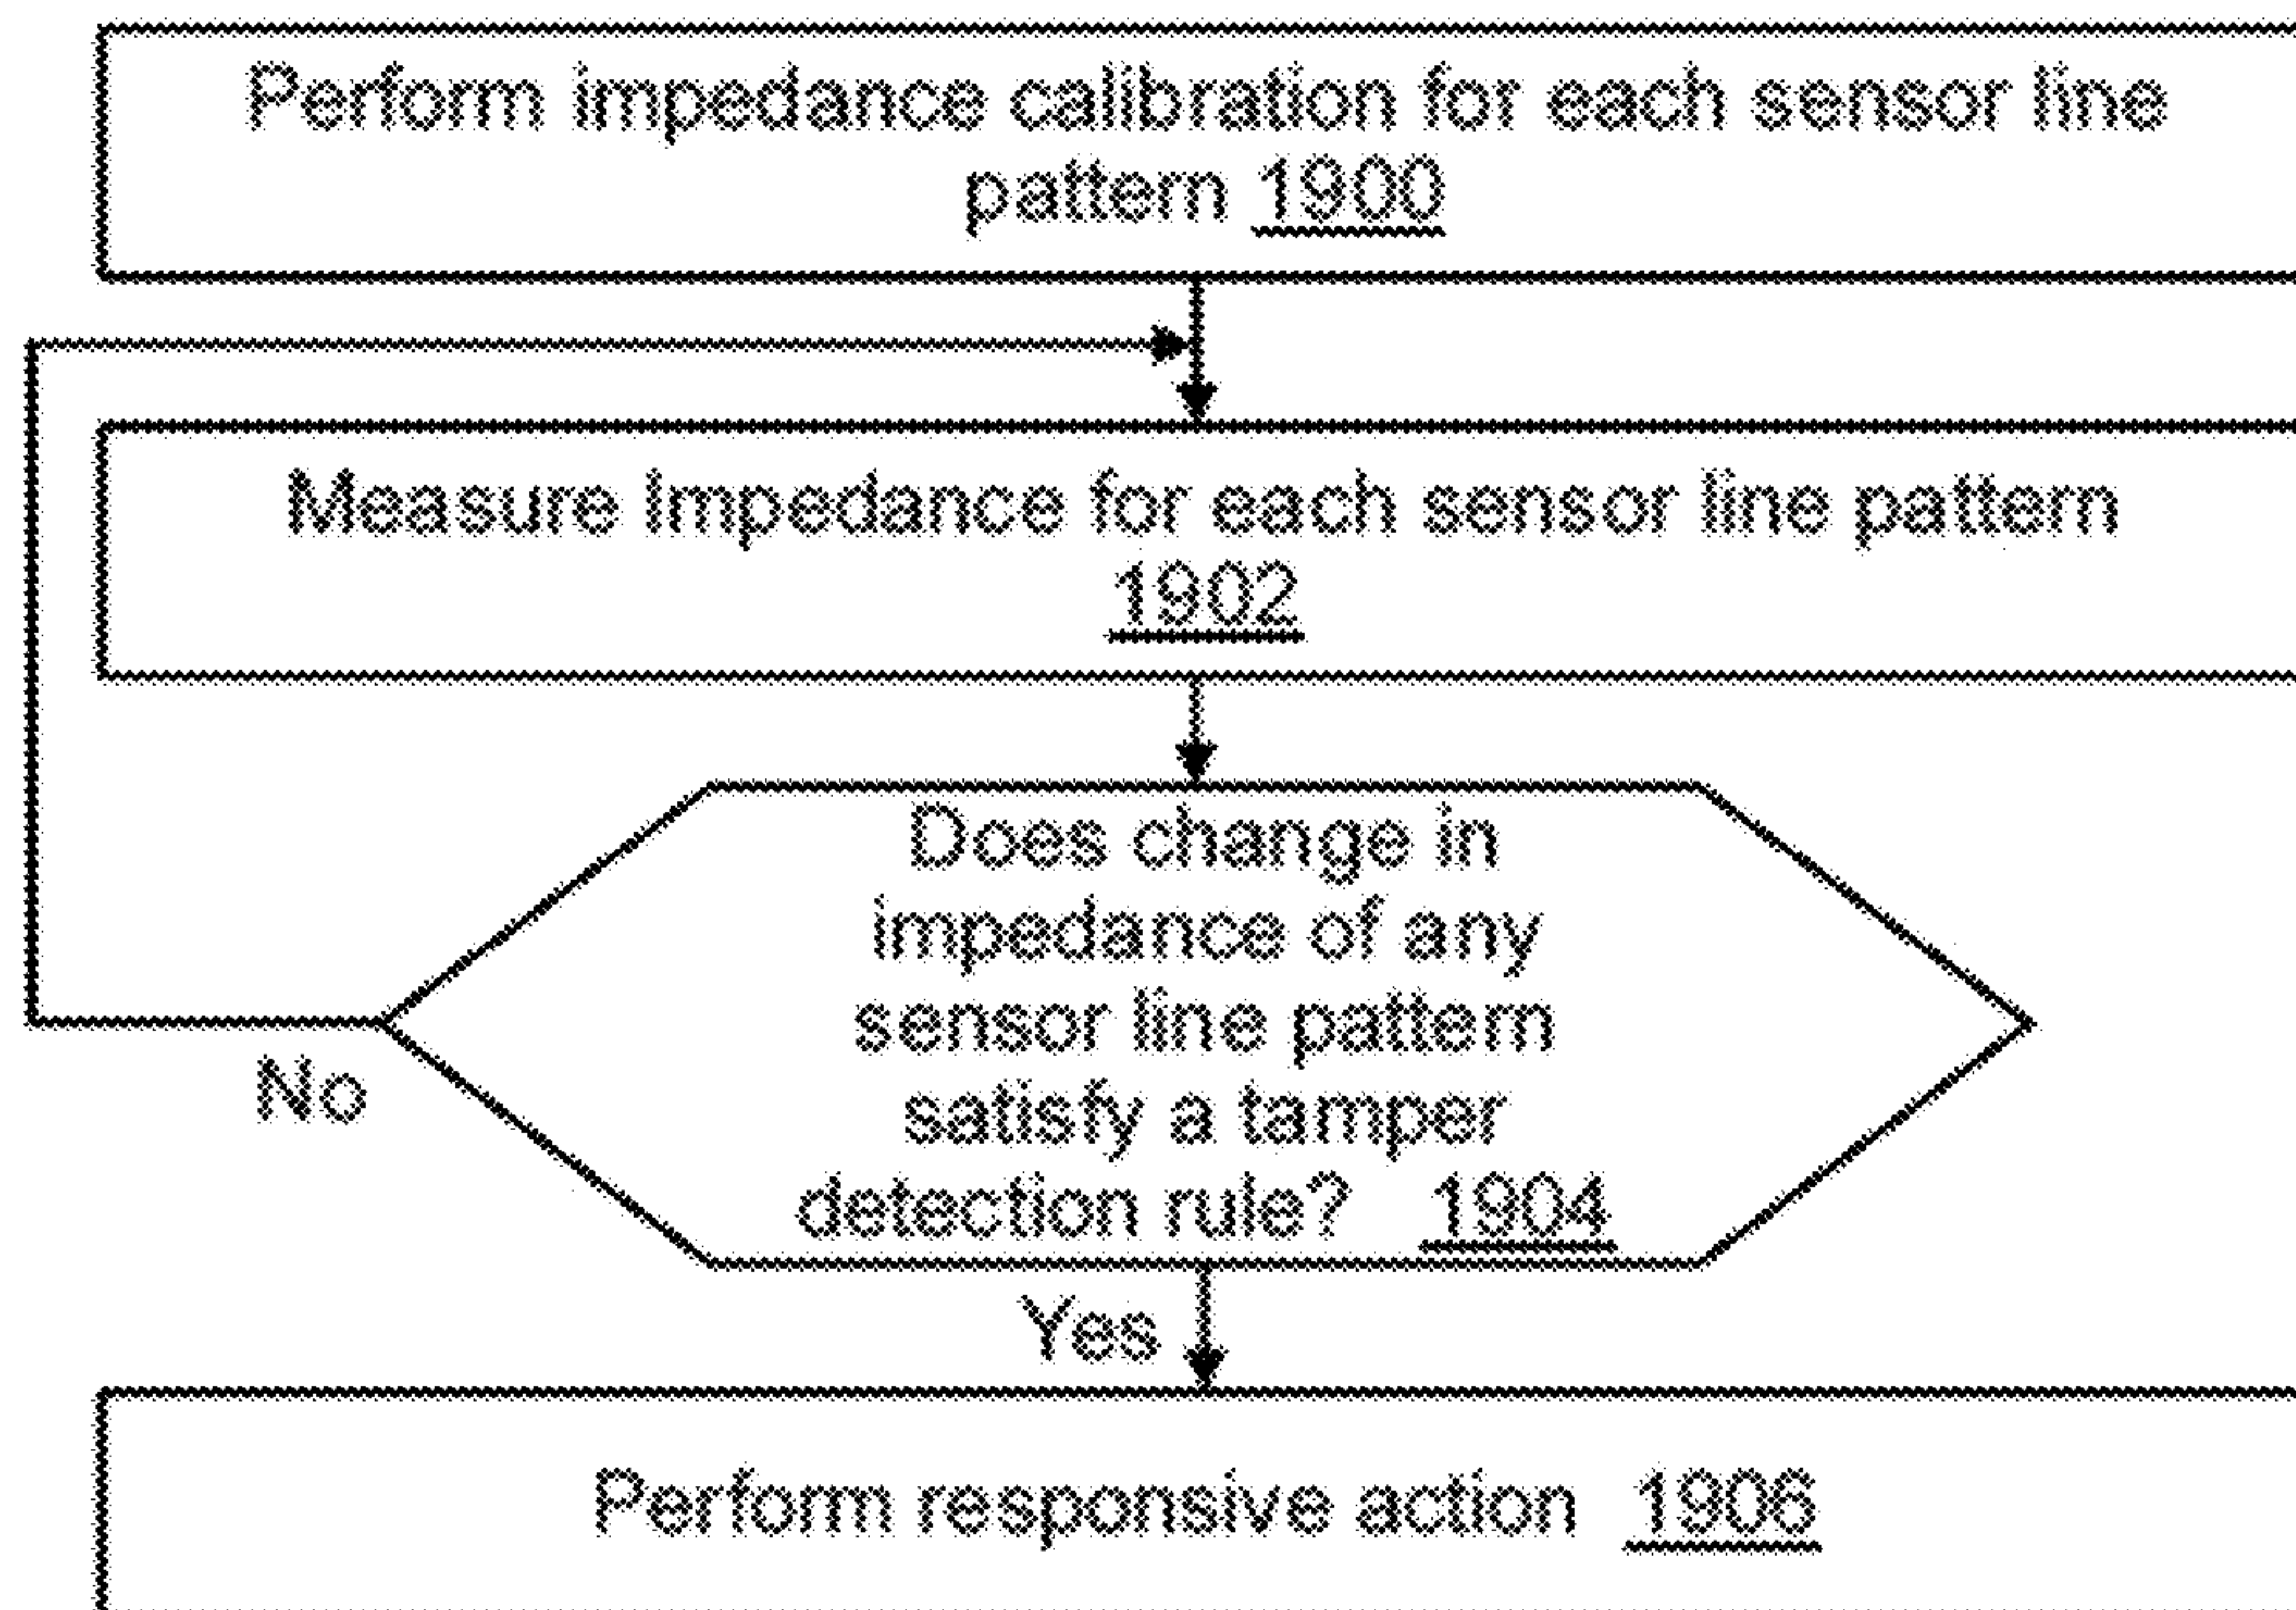 Perform impedance calibration for each sensor line
pattern 1900
Measure Impedance for each sensor line pattern
1902
Does change in
impedance of any
sensor line pattern
satisfy a tamper
detection rule? 1904
No
Yes
Perform responsive action 1906